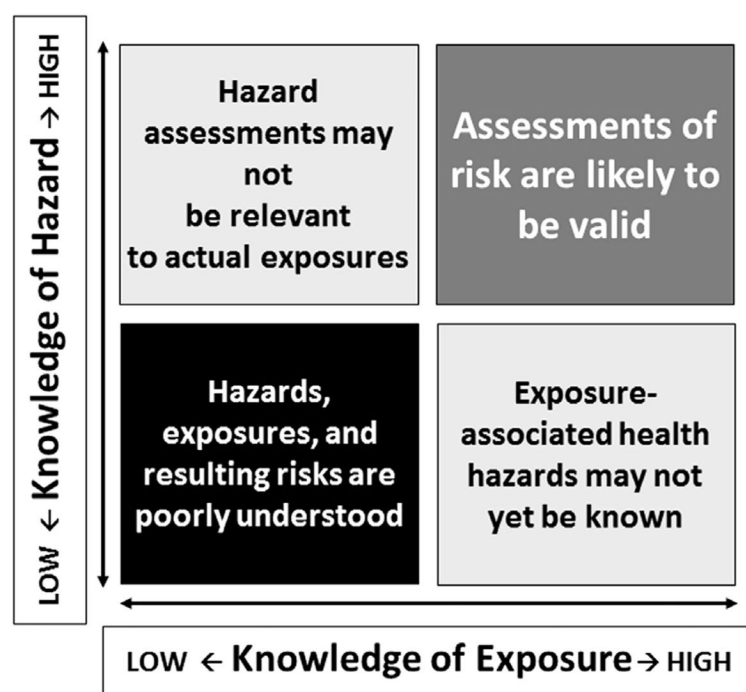 LOW ← Knowledge of Hazard → HIGH
Hazard
assessments may
not
be relevant
to actual exposures
Assessments of
risk are likely to
be valid
Hazards,
exposures, and
resulting risks are
poorly understood
Exposure-
associated health
hazards may not
yet be known
LOW ← Knowledge of Exposure → HIGH